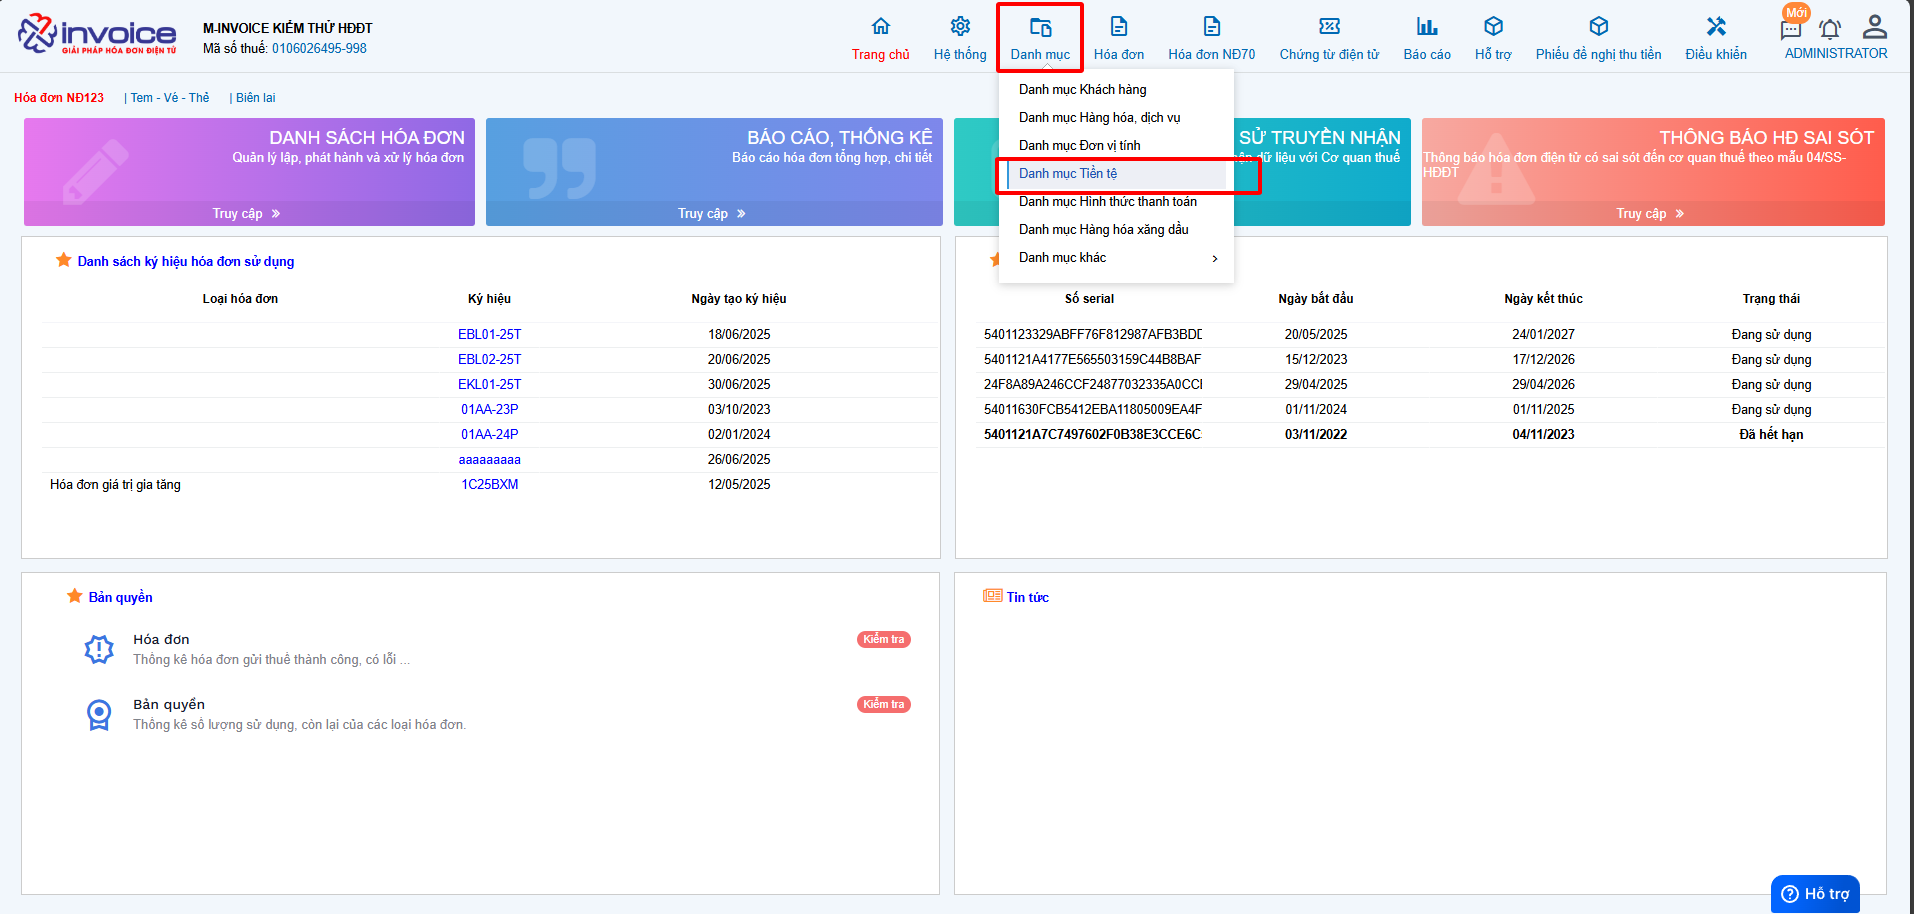 invoice
GIẢI PHÁP HÓA ĐƠN ĐIỆN TỬ
M-INVOICE KIỂM THỬ HĐĐT
Mã số thuế: 0106026495-998
Trang chủ
Hệ thống
Danh mục
Hóa đơn
Hóa đơn NĐ70
Chứng từ điện tử
Báo cáo
Hỗ trợ
Phiếu đề nghị thu tiền
Điều khiển
Mới
ADMINISTRATOR
Hóa đơn NĐ123 | Tem - Vé - Thẻ | Biên lai
Danh mục Khách hàng
Danh mục Hàng hóa, dịch vụ
Danh mục Đơn vị tính
Danh mục Tiền tệ
Danh mục Hình thức thanh toán
Danh mục Hàng hóa xăng dầu
Danh mục khác
DANH SÁCH HÓA ĐƠN
Quản lý lập, phát hành và xử lý hóa đơn
Truy cập »
BÁO CÁO, THỐNG KÊ
Báo cáo hóa đơn tổng hợp, chi tiết
Truy cập »
SỬ TRUYỀN NHẬN
dữ liệu với Cơ quan thuế
THÔNG BÁO HĐ SAI SÓT
Thông báo hóa đơn điện tử có sai sót đến cơ quan thuế theo mẫu 04/SS-
HĐĐT
Truy cập »
Danh sách ký hiệu hóa đơn sử dụng
Loại hóa đơn Ký hiệu Ngày tạo ký hiệu
EBL01-25T 18/06/2025
EBL02-25T 20/06/2025
EKL01-25T 30/06/2025
01AA-23P 03/10/2023
01AA-24P 02/01/2024
aaaaaaaaa 26/06/2025
Hóa đơn giá trị gia tăng 1C25BXM 12/05/2025
Số serial Ngày bắt đầu Ngày kết thúc Trạng thái
5401123329ABFF76F812987AFB3BDD 20/05/2025 24/01/2027 Đang sử dụng
5401121A4177E565503159C44B8BAF 15/12/2023 17/12/2026 Đang sử dụng
24F8A89A246CCF24877032335A0CC 29/04/2025 29/04/2026 Đang sử dụng
54011630FCB5412EBA11805009EA4F 01/11/2024 01/11/2025 Đang sử dụng
5401121A7C7497602F0B38E3CCE6C 03/11/2022 04/11/2023 Đã hết hạn
Bản quyền
Hóa đơn
Thống kê hóa đơn gửi thuế thành công, có lỗi ...
Kiểm tra
Bản quyền
Thống kê số lượng sử dụng, còn lại của các loại hóa đơn.
Kiểm tra
Tin tức
Hỗ trợ